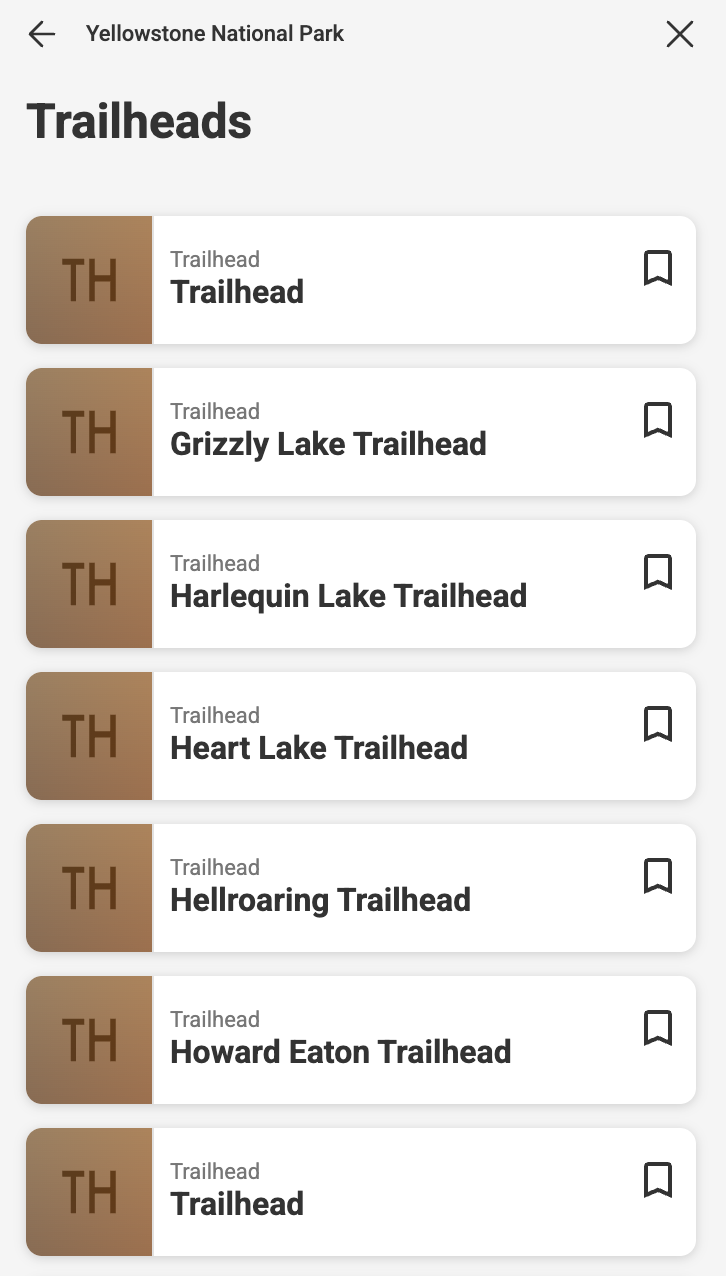 Yellowstone National Park
Trailheads
TH
Trailhead
Trailhead
TH
Trailhead
Grizzly Lake Trailhead
TH
Trailhead
Harlequin Lake Trailhead
TH
Trailhead
Heart Lake Trailhead
TH
Trailhead
Hellroaring Trailhead
TH
Trailhead
Howard Eaton Trailhead
TH
Trailhead
Trailhead